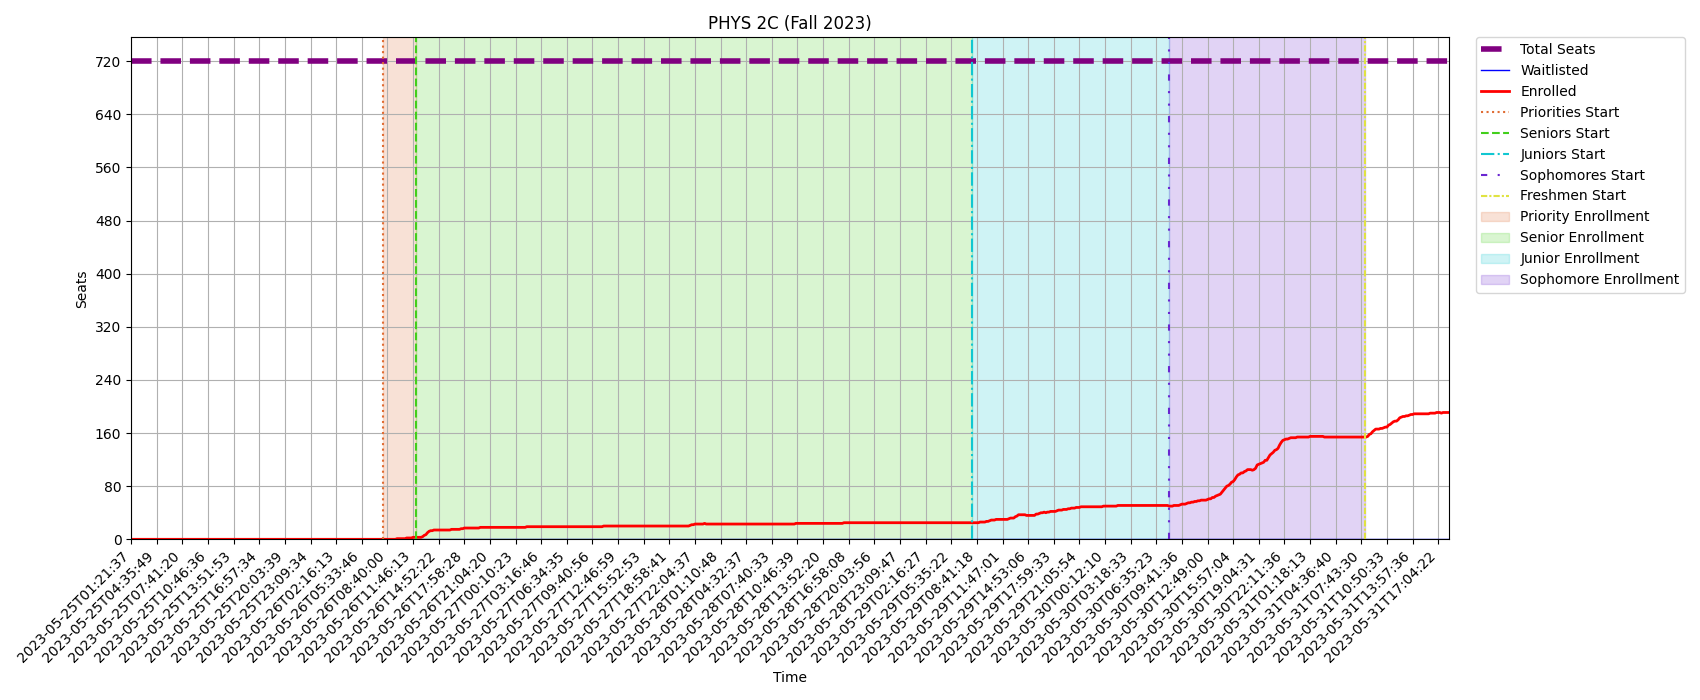 PHYS 2C (Fall 2023)
Total Seats
Waitlisted
Enrolled
Priorities Start
Seniors Start
Juniors Start
Sophomores Start
Freshmen Start
Priority Enrollment
Senior Enrollment
Junior Enrollment
Sophomore Enrollment
Seats
720
640
560
480
400
320
240
160
80
0
2023-05-25T01:21:37
2023-05-25T04:35:49
2023-05-25T07:41:20
2023-05-25T10:46:36
2023-05-25T13:51:53
2023-05-25T16:57:34
2023-05-25T20:03:39
2023-05-25T23:09:34
2023-05-26T02:16:13
2023-05-26T05:33:46
2023-05-26T08:40:00
2023-05-26T11:46:13
2023-05-26T14:52:22
2023-05-26T17:58:28
2023-05-26T21:04:20
2023-05-27T00:10:23
2023-05-27T03:16:46
2023-05-27T06:34:35
2023-05-27T09:40:56
2023-05-27T12:46:59
2023-05-27T15:52:53
2023-05-27T18:58:41
2023-05-27T22:04:37
2023-05-28T01:10:48
2023-05-28T04:32:37
2023-05-28T07:40:33
2023-05-28T10:46:39
2023-05-28T13:52:20
2023-05-28T16:58:08
2023-05-28T20:03:56
2023-05-28T23:09:47
2023-05-29T02:16:27
2023-05-29T05:35:22
2023-05-29T08:41:18
2023-05-29T11:47:01
2023-05-29T14:53:06
2023-05-29T17:59:33
2023-05-29T21:05:54
2023-05-30T00:12:10
2023-05-30T03:18:33
2023-05-30T06:35:23
2023-05-30T09:41:36
2023-05-30T12:49:00
2023-05-30T15:57:04
2023-05-30T19:04:31
2023-05-30T22:11:36
2023-05-31T01:18:13
2023-05-31T04:36:40
2023-05-31T07:43:30
2023-05-31T10:50:33
2023-05-31T13:57:36
2023-05-31T17:04:22
Time